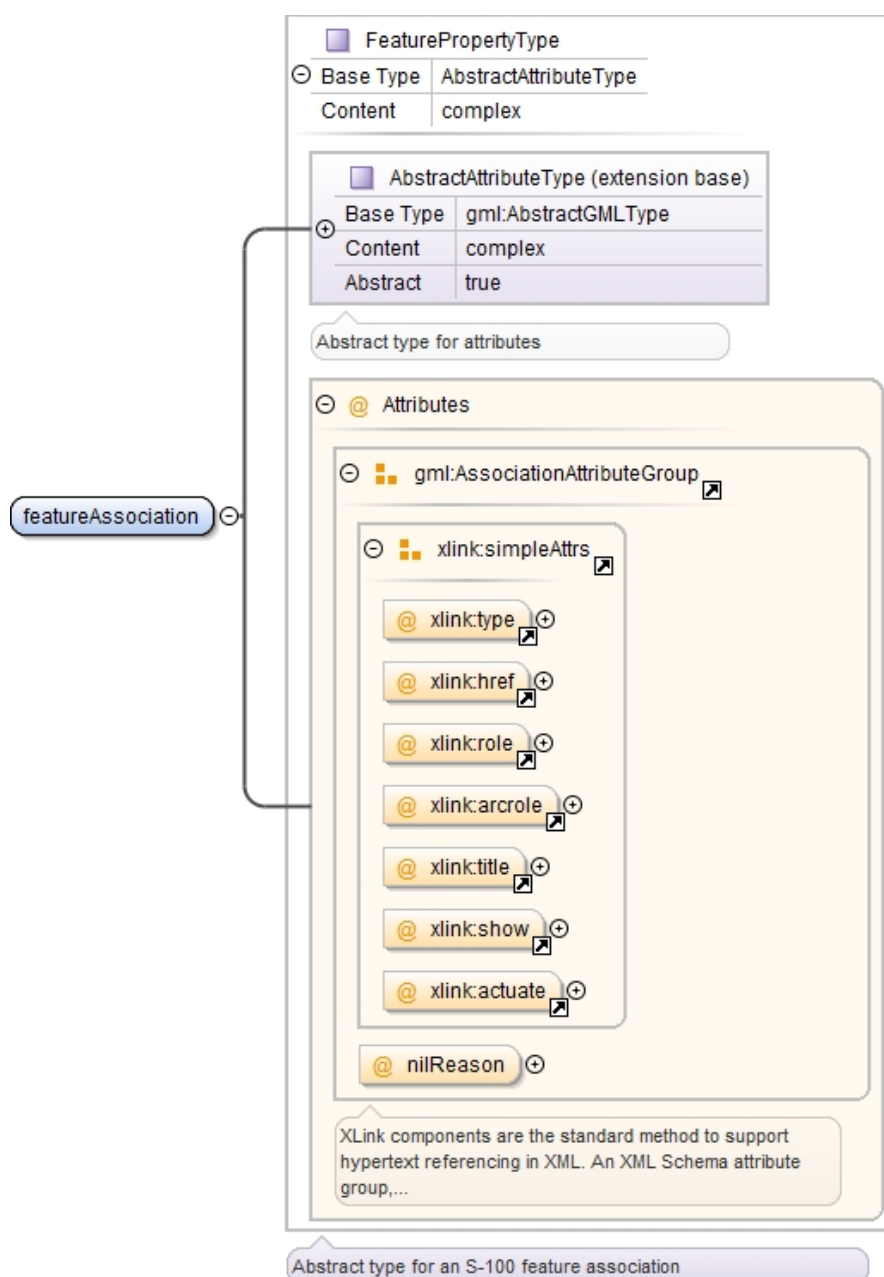 FeaturePropertyType
Base Type AbstractAttributeType
Content complex
AbstractAttributeType (extension base)
Base Type gml:AbstractGMLType
Content complex
Abstract true
Abstract type for attributes
@ Attributes
gml:AssociationAttributeGroup
featureAssociation
xlink:simpleAttrs
@ xlink:type
@ xlink:href
@ xlink:role
@ xlink:arcrole
@ xlink:title
@ xlink:show
@ xlink:actuate
@ nilReason
XLink components are the standard method to support
hypertext referencing in XML. An XML Schema attribute
group,...
Abstract type for an S-100 feature association